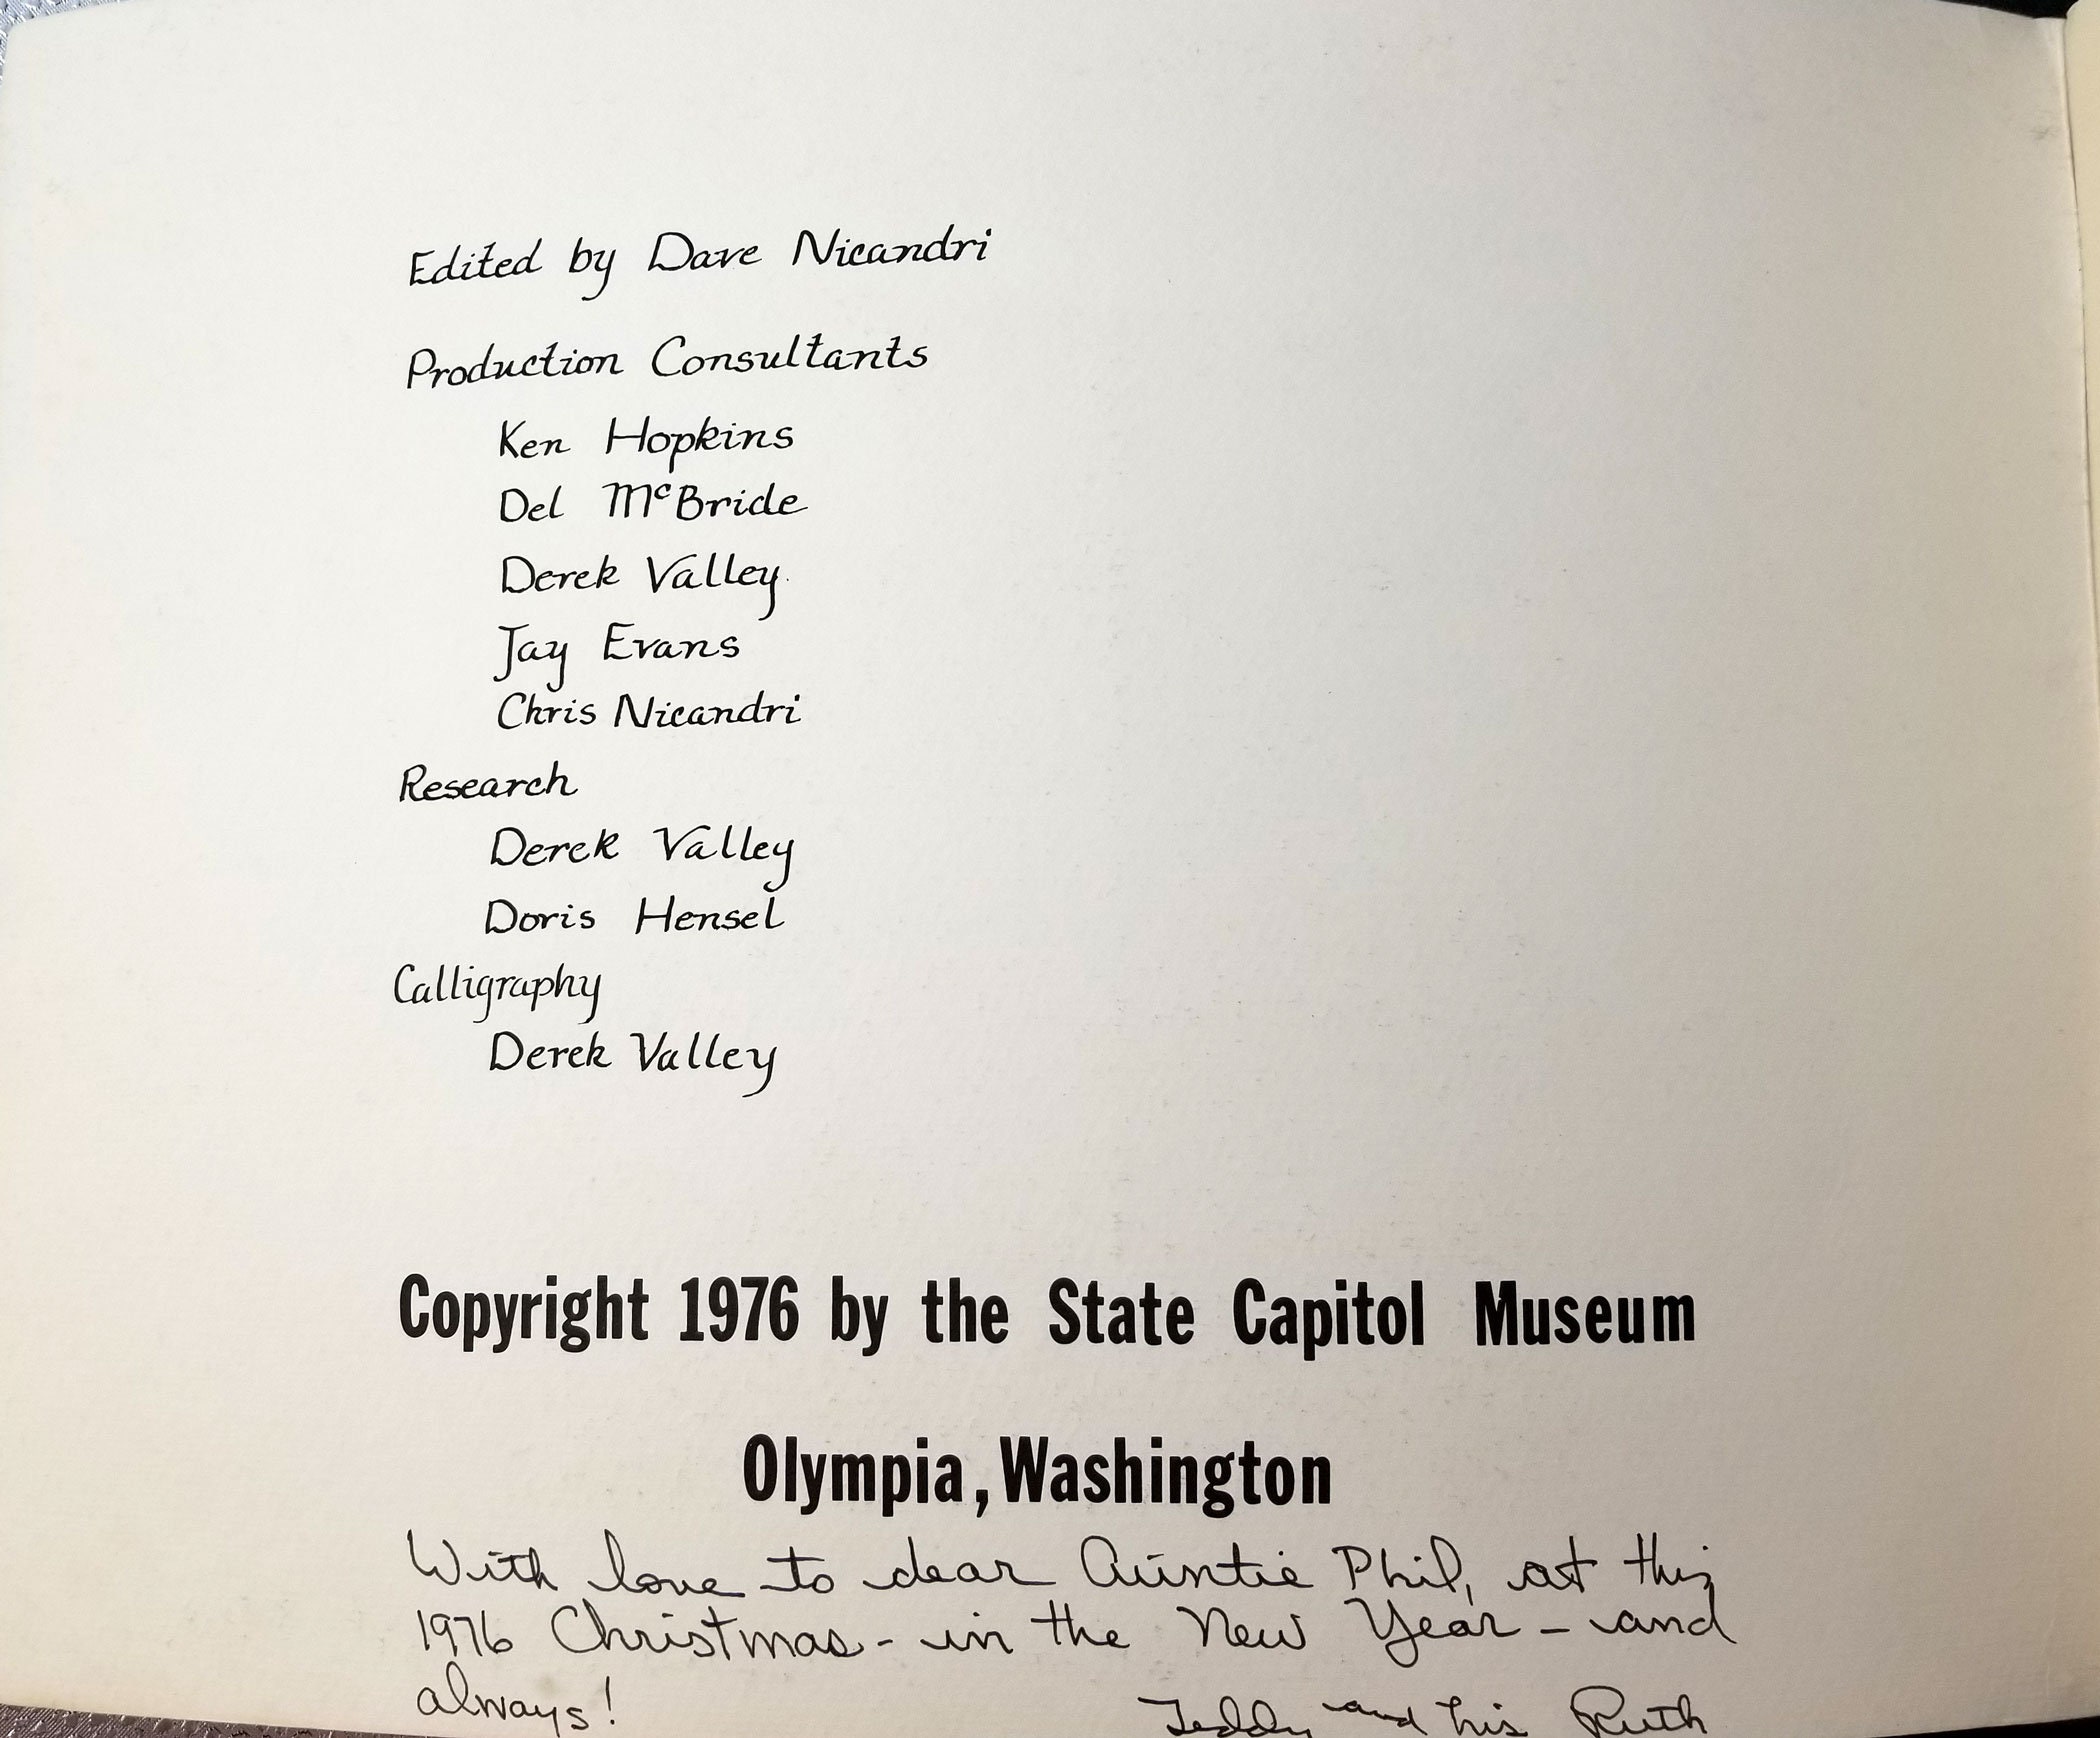 Edited by Dave Nicandri
Production Consultants
Ken Hopkins
Del McBride
Derek Valley
Jay Evans
Chris Nicandri
Research
Derek Valley
Doris Hensel
Calligraphy
Derek Valley
Copyright 1976 by the State Capitol Museum
Olympia, Washington
With love to dear Auntie Phil, at this
1976 Christmas - in the New Year - and
always!
Teddy and his Ruth